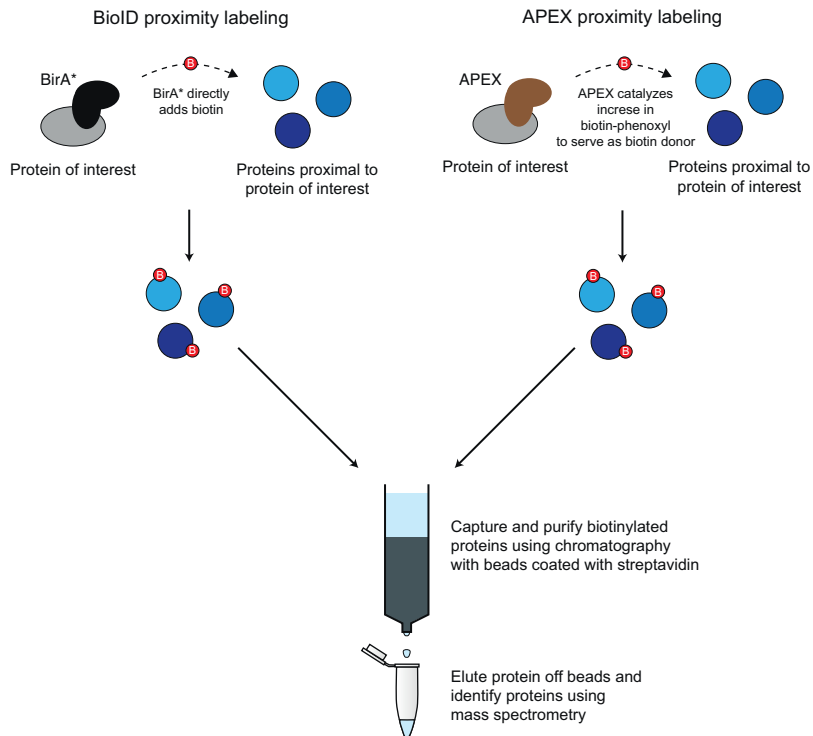 BioID proximity labeling
BirA*
B
BirA* directly
adds biotin
Protein of interest
Proteins proximal to
protein of interest
APEX proximity labeling
APEX
B
APEX catalyzes
increse in
biotin-phenoxyl
to serve as biotin donor
Protein of interest
Proteins proximal to
protein of interest
B
B
B
B
B
B
Capture and purify biotinylated
proteins using chromatography
with beads coated with streptavidin
Elute protein off beads and
identify proteins using
mass spectrometry